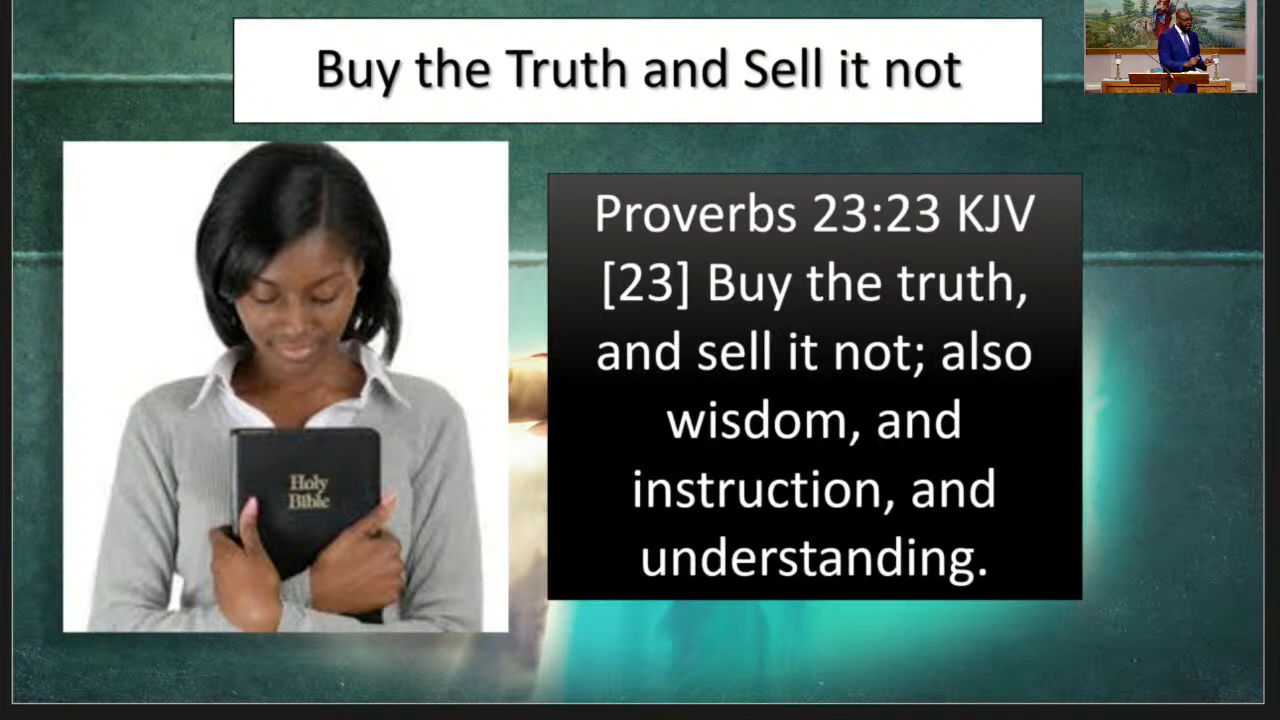 Buy the Truth and Sell it not
Proverbs 23:23 KJV
[23] Buy the truth,
and sell it not; also
wisdom, and
instruction, and
understanding.
Holy
Bible